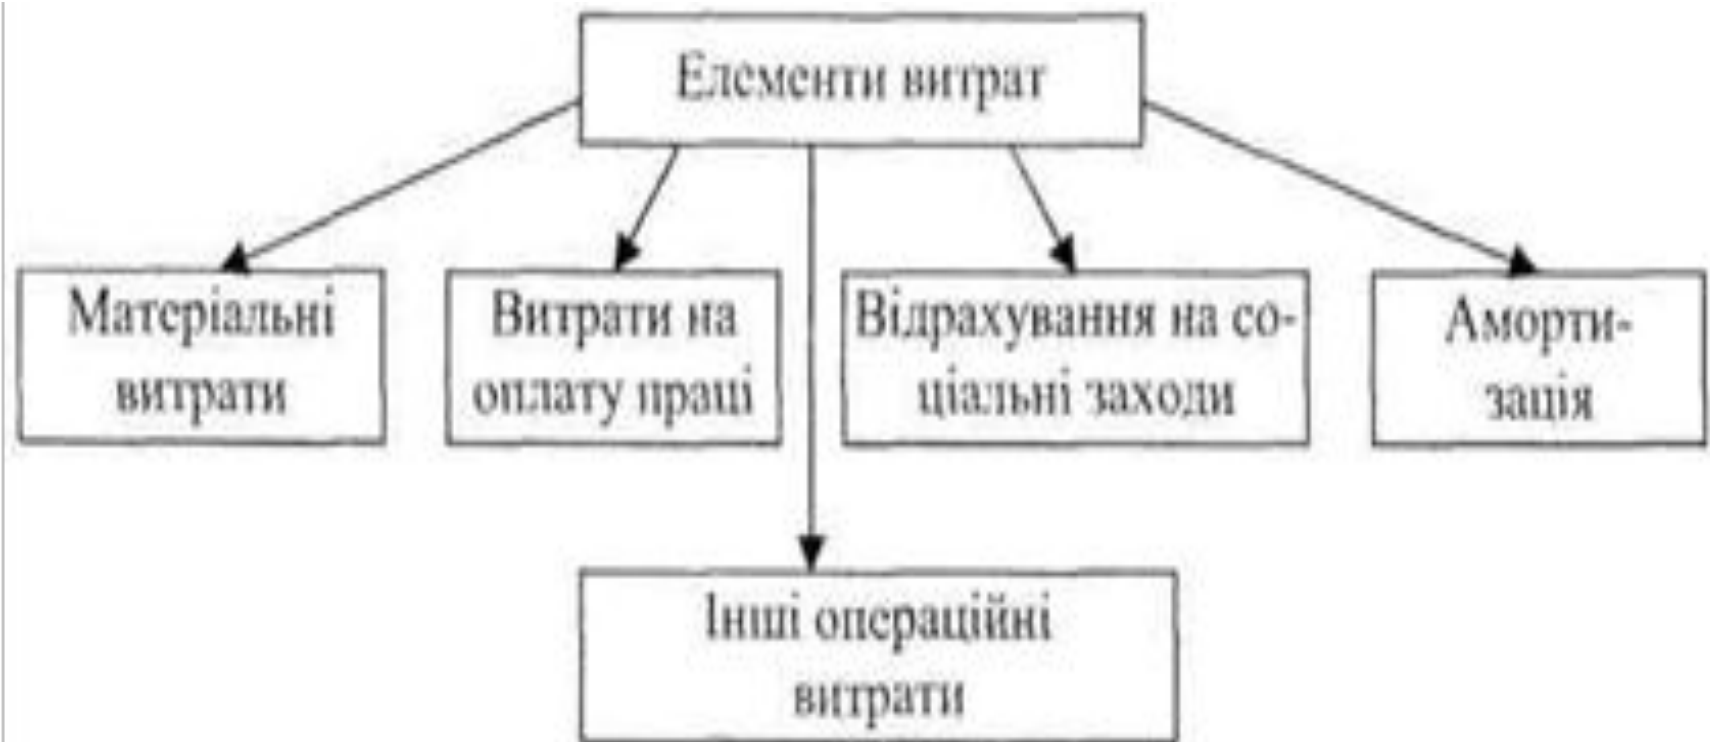 Елементи витрат
Матеріальні
витрати
Витрати на
оплату праці
Відрахування на со-
ціальні заходи
Аморти-
зація
Інші операційні
витрати